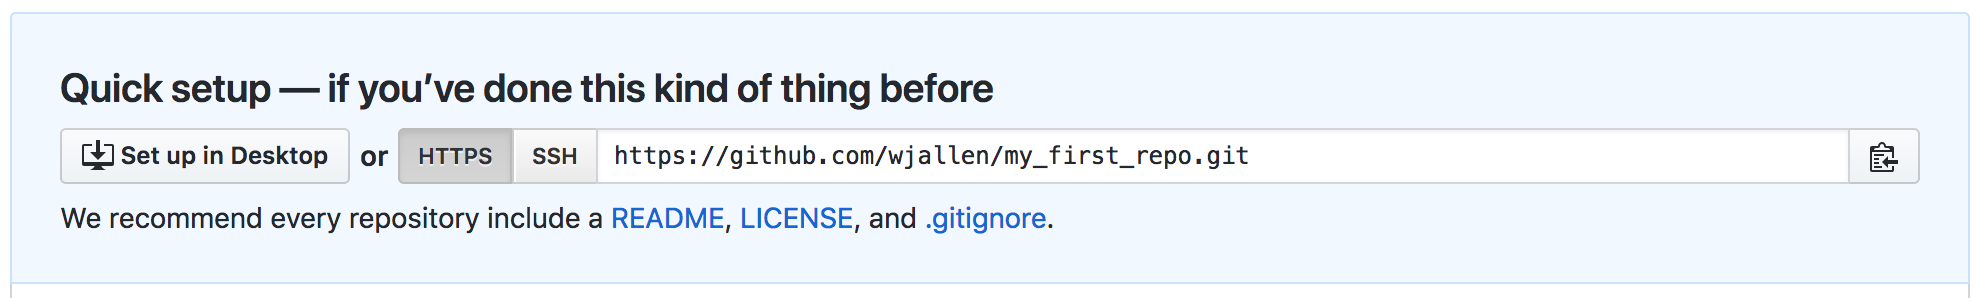 Quick setup — if you’ve done this kind of thing before
Set up in Desktop or HTTPS SSH https://github.com/wjallen/my_first_repo.git
We recommend every repository include a README, LICENSE, and .gitignore.